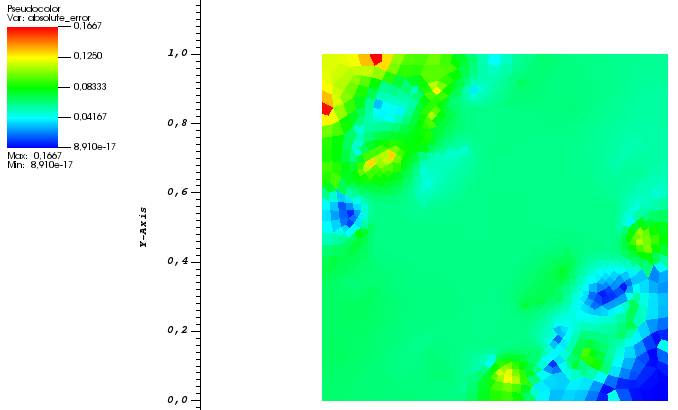 Pseudocolor
Var: absolute_error
0,1667
0,1250
0,08333
0,04167
8,910e-17
Max: 0,1667
Min: 8,910e-17
1,0
0,8
0,6
Y-Axis
0,4
0,2
0,0